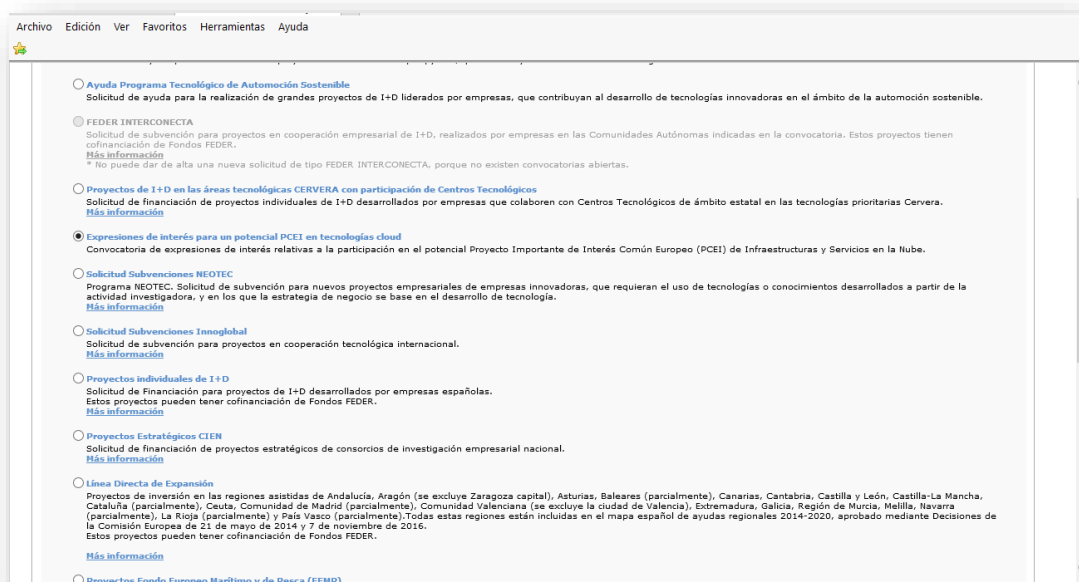 Archivo Edición Ver Favoritos Herramientas Ayuda
Ayuda Programa Tecnológico de Automoción Sostenible
Solicitud de ayuda para la realización de grandes proyectos de I+D liderados por empresas, que contribuyan al desarrollo de tecnologías innovadoras en el ámbito de la automoción sostenible.
FEDER INTERCONECTA
Solicitud de subvención para proyectos en cooperación empresarial de I+D, realizados por empresas en las Comunidades Autónomas indicadas en la convocatoria. Estos proyectos tienen
cofinanciación de Fondos FEDER.
Más información
* No puede dar de alta una nueva solicitud de tipo FEDER INTERCONECTA, porque no existen convocatorias abiertas.
Proyectos de I+D en las áreas tecnológicas CERVERA con participación de Centros Tecnológicos
Solicitud de financiación de proyectos individuales de I+D desarrollados por empresas que colaboren con Centros Tecnológicos de ámbito estatal en las tecnologías prioritarias Cervera.
Más información
Expresiones de interés para un potencial PCEI en tecnologías cloud
Convocatoria de expresiones de interés relativas a la participación en el potencial Proyecto Importante de Interés Común Europeo (PCEI) de Infraestructuras y Servicios en la Nube.
Solicitud Subvenciones NEOTEC
Programa NEOTEC. Solicitud de subvención para nuevos proyectos empresariales de empresas innovadoras, que requieran el uso de tecnologías o conocimientos desarrollados a partir de la
actividad investigadora, y en los que la estrategia de negocio se base en el desarrollo de tecnología.
Más información
Solicitud Subvenciones Innoglobal
Solicitud de subvención para proyectos en cooperación tecnológica internacional.
Más información
Proyectos individuales de I+D
Solicitud de Financiación para proyectos de I+D desarrollados por empresas españolas.
Estos proyectos pueden tener cofinanciación de Fondos FEDER.
Más información
Proyectos Estratégicos CIEN
Solicitud de financiación de proyectos estratégicos de consorcios de investigación empresarial nacional.
Más información
Línea Directa de Expansión
Proyectos de inversión en las regiones asistidas de Andalucía, Aragón (se excluye Zaragoza capital), Asturias, Baleares (parcialmente), Canarias, Cantabria, Castilla y León, Castilla-La Mancha,
Cataluña (parcialmente), Ceuta, Comunidad de Madrid (parcialmente), Comunidad Valenciana (se excluye la ciudad de Valencia), Extremadura, Galicia, Región de Murcia, Melilla, Navarra
(parcialmente), La Rioja (parcialmente) y País Vasco (parcialmente).Todas estas regiones están incluidas en el mapa español de ayudas regionales 2014-2020, aprobado mediante Decisiones de
la Comisión Europea de 21 de mayo de 2014 y 7 de noviembre de 2016.
Estos proyectos pueden tener cofinanciación de Fondos FEDER.
Más información
Proyectos Fondo Europeo Marítimo y de Pesca (FEMP)